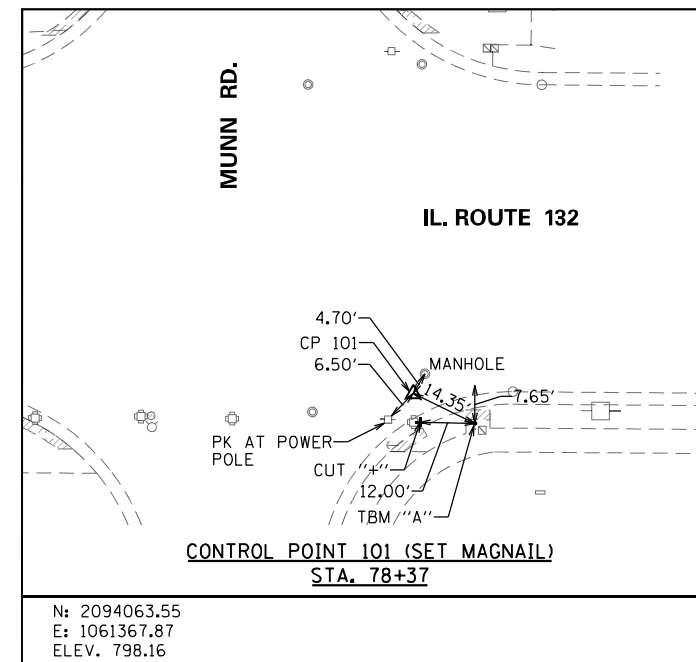 MUNN RD.
IL. ROUTE 132
4.70'
CP 101
6.50'
MANHOLE
14.35'
7.65'
PK AT POWER
POLE
CUT "+"
12.00'
TBM "A"
CONTROL POINT 101 (SET MAGNAIL)
STA. 78+37
N: 2094063.55
E: 1061367.87
ELEV. 798.16